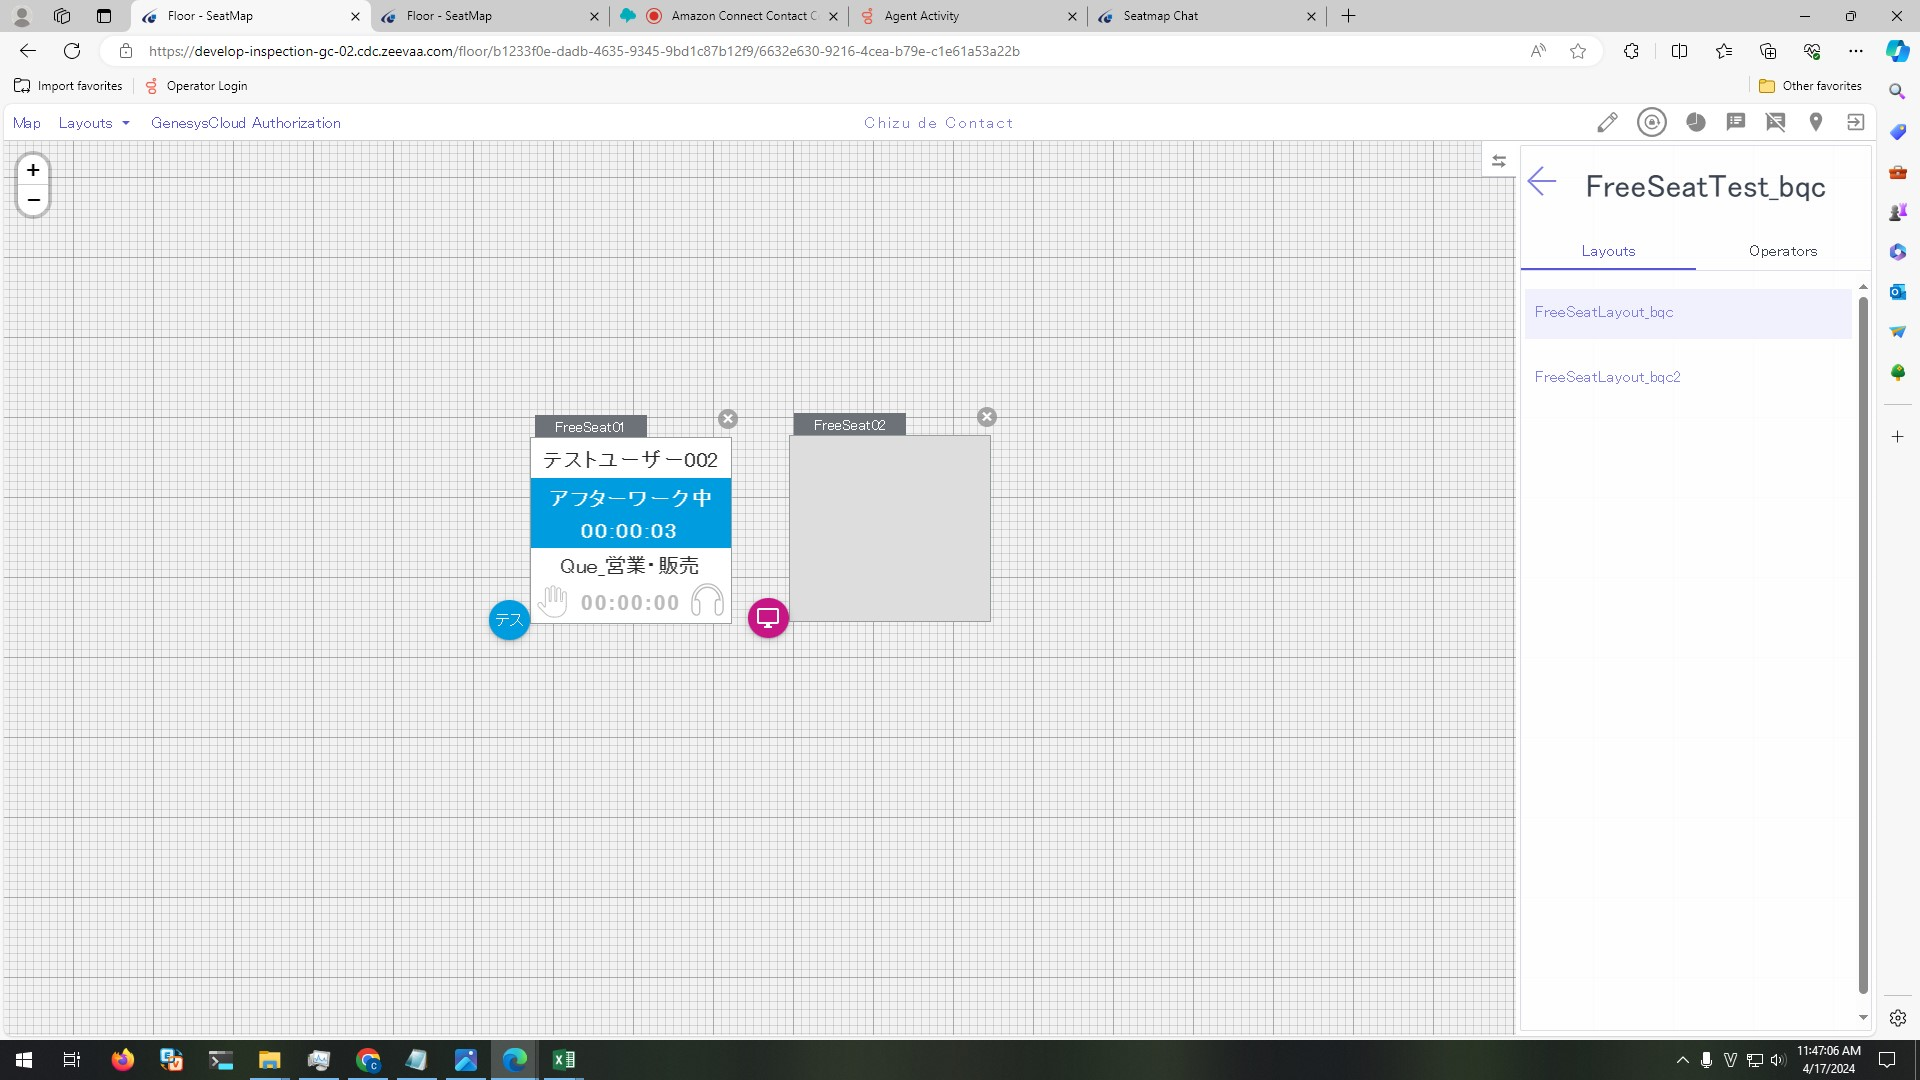 Floor - SeatMap
Floor - SeatMap
Amazon Connect Contact C
Agent Activity
Seatmap Chat
https://develop-inspection-gc-02.cdc.zeevaa.com/floor/b1233f0e-dadb-4635-9345-9bd1c87b12f9/6632e630-9216-4cea-b79e-c1e61a53a22b
Import favorites
Operator Login
Other favorites
Map
Layouts
GenesysCloud Authorization
Chizu de Contact
+
−
FreeSeatTest_bqc
Layouts
Operators
FreeSeatLayout_bqc
FreeSeatLayout_bqc2
FreeSeat01
テストユーザー002
アフターワーク中
00:00:03
Que_営業・販売
00:00:00
テス
FreeSeat02
11:47:06 AM
4/17/2024